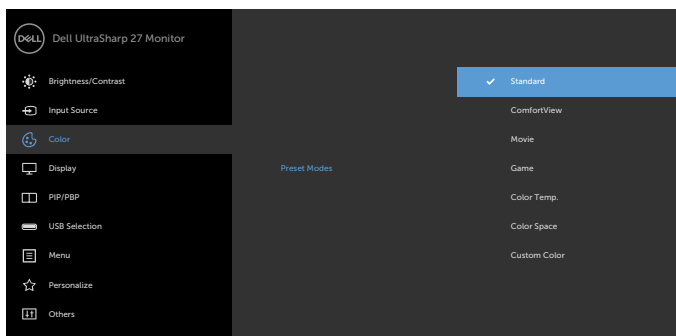 DELL Dell UltraSharp 27 Monitor
Brightness/Contrast
Input Source
Color
Display
PIP/PBP
USB Selection
Menu
Personalize
Others
Preset Modes
Standard
ComfortView
Movie
Game
Color Temp.
Color Space
Custom Color